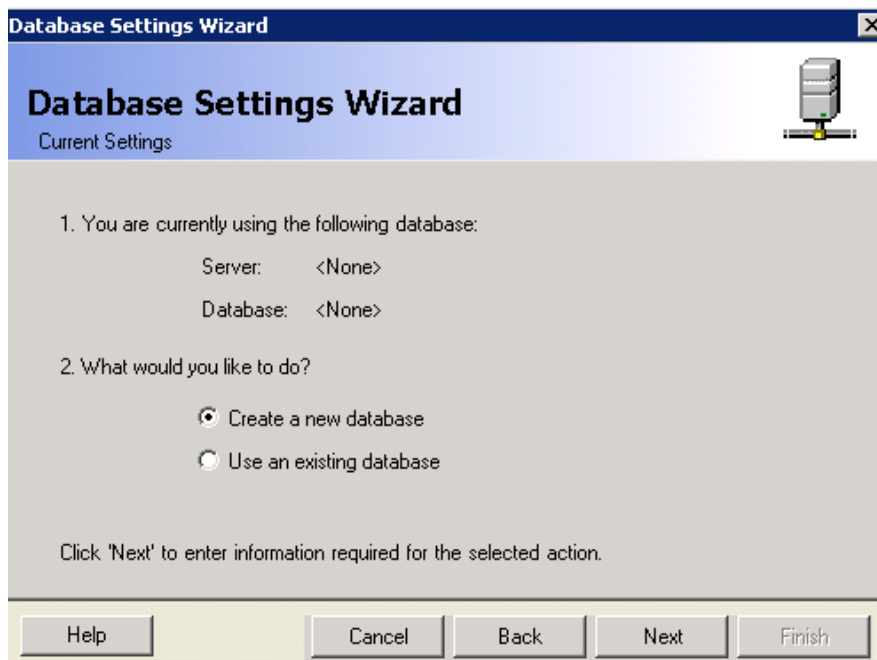 Database Settings Wizard
Database Settings Wizard
Current Settings
1. You are currently using the following database:
Server: <None>
Database: <None>
2. What would you like to do?
Create a new database
Use an existing database
Click 'Next' to enter information required for the selected action.
Help Cancel Back Next Finish